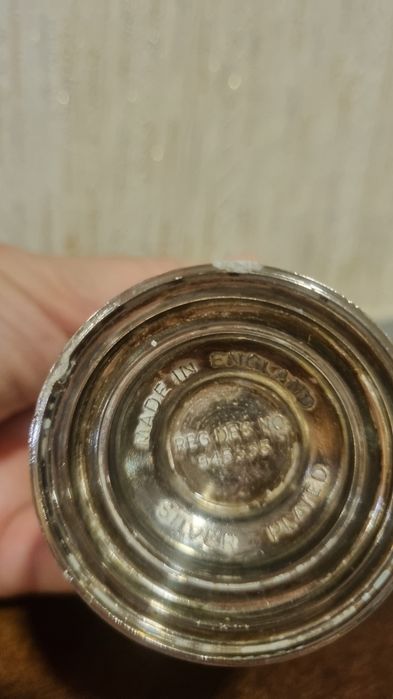 MADE IN ENGLAND
REG DES NO
SILVER PLATED